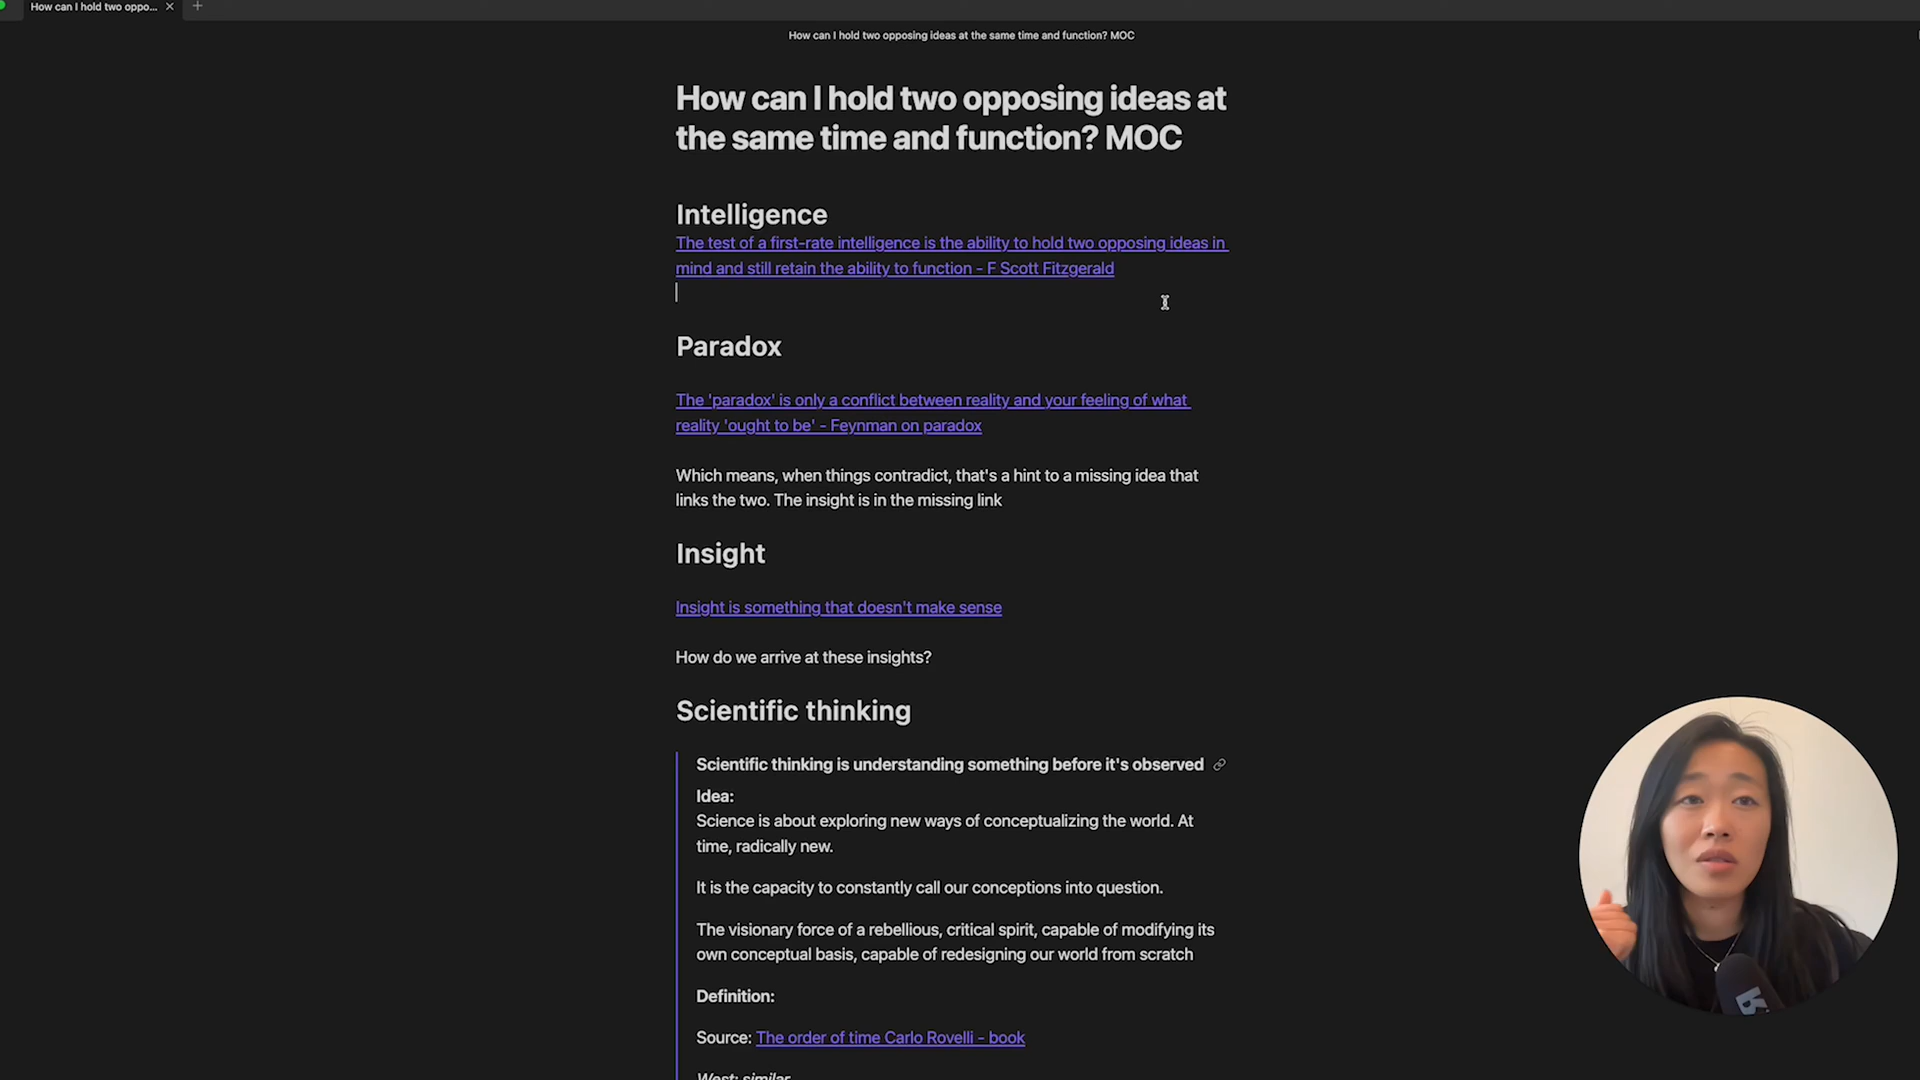 How can I hold two oppo...
How can I hold two opposing ideas at the same time and function? MOC
How can I hold two opposing ideas at
the same time and function? MOC
Intelligence
The test of a first-rate intelligence is the ability to hold two opposing ideas in
mind and still retain the ability to function - F Scott Fitzgerald
Paradox
The 'paradox' is only a conflict between reality and your feeling of what
reality 'ought to be' - Feynman on paradox
Which means, when things contradict, that's a hint to a missing idea that
links the two. The insight is in the missing link
Insight
Insight is something that doesn't make sense
How do we arrive at these insights?
Scientific thinking
Scientific thinking is understanding something before it's observed
Idea:
Science is about exploring new ways of conceptualizing the world. At
time, radically new.
It is the capacity to constantly call our conceptions into question.
The visionary force of a rebellious, critical spirit, capable of modifying its
own conceptual basis, capable of redesigning our world from scratch
Definition:
Source: The order of time Carlo Rovelli - book
West: similar